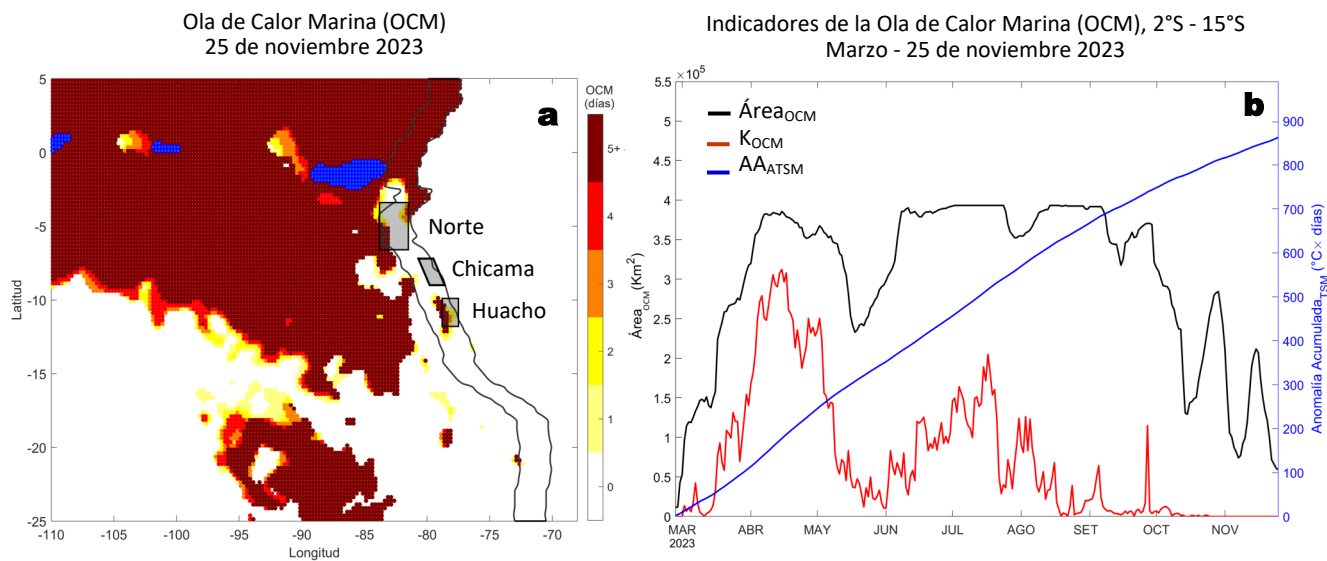 Ola de Calor Marina (OCM)
25 de noviembre 2023
a
OCM
(días)
5+
4
3
2
1
0
Norte
Chicama
Huacho
Latitud
5
0
-5
-10
-15
-20
-25
-110
-105
-100
-95
-90
-85
-80
-75
-70
Longitud
Indicadores de la Ola de Calor Marina (OCM), 2°S - 15°S
Marzo - 25 de noviembre 2023
b
×10⁵
Área_OCM
K_OCM
AA_ATSM
Área_OCM (Km²)
5.5
5
4.5
4
3.5
3
2.5
2
1.5
1
0.5
0
MAR
2023
ABR
MAY
JUN
JUL
AGO
SET
OCT
NOV
900
800
700
600
500
400
300
200
100
0
Anomalía Acumulada_TSM (°C× días)